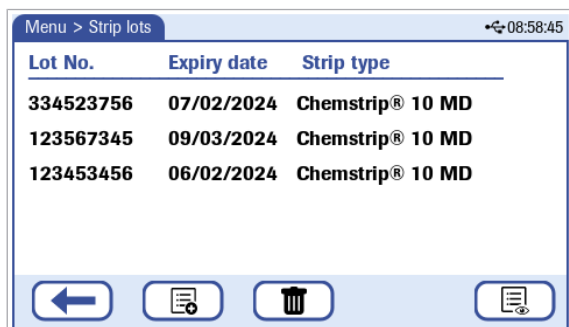 Menu > Strip lots 08:58:45
Lot No. Expiry date Strip type
334523756 07/02/2024 Chemstrip® 10 MD
123567345 09/03/2024 Chemstrip® 10 MD
123453456 06/02/2024 Chemstrip® 10 MD